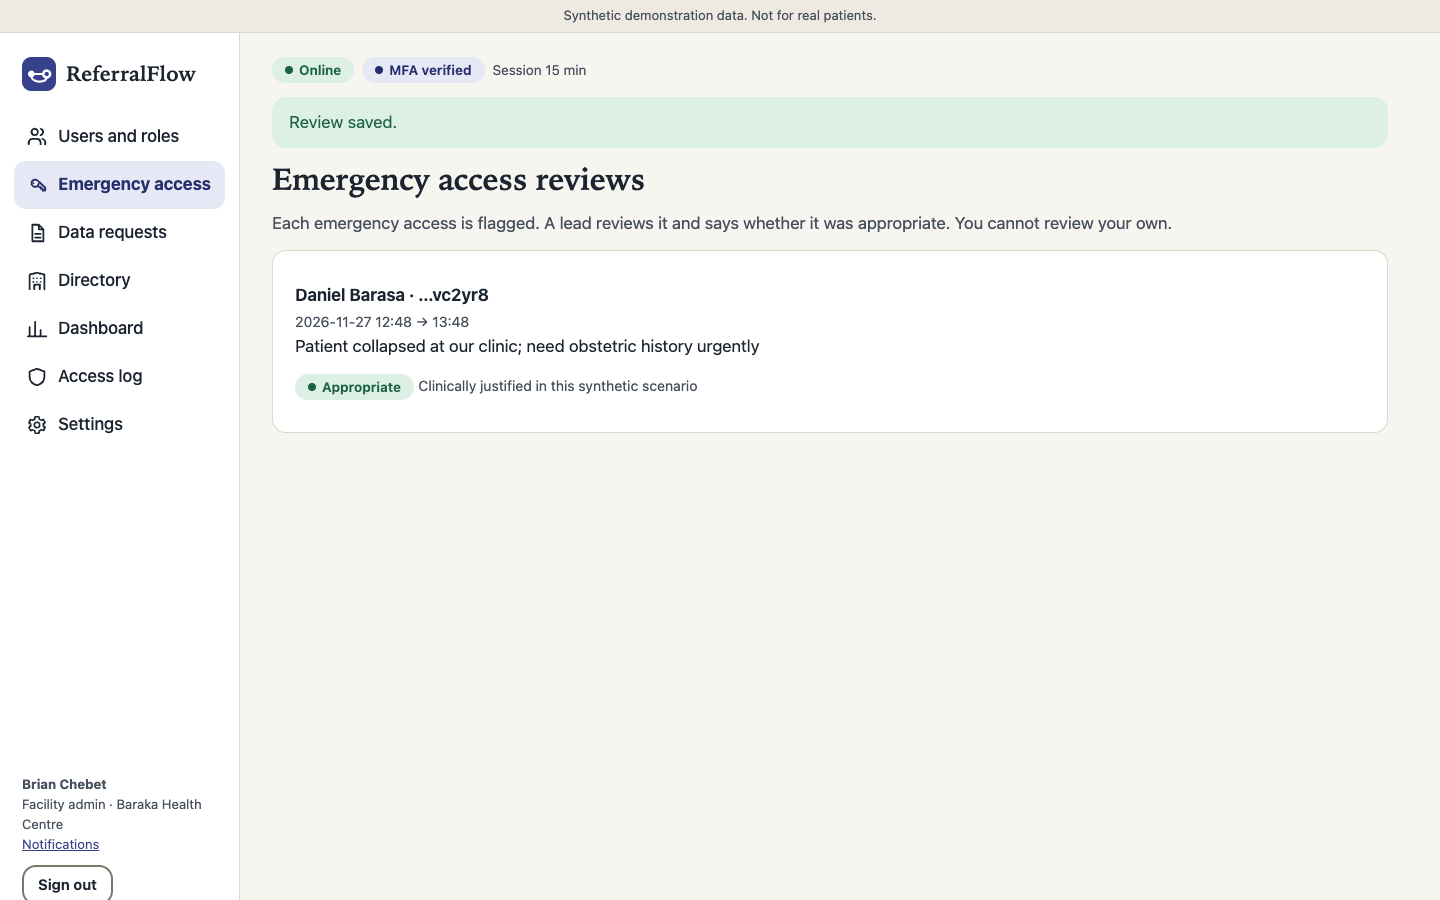 Synthetic demonstration data. Not for real patients.
ReferralFlow
Users and roles
Emergency access
Data requests
Directory
Dashboard
Access log
Settings
Brian Chebet
Facility admin · Baraka Health
Centre
Notifications
Sign out
Online
MFA verified
Session 15 min
Review saved.
Emergency access reviews
Each emergency access is flagged. A lead reviews it and says whether it was appropriate. You cannot review your own.
Daniel Barasa · …vc2yr8
2026-11-27 12:48 → 13:48
Patient collapsed at our clinic; need obstetric history urgently
Appropriate Clinically justified in this synthetic scenario